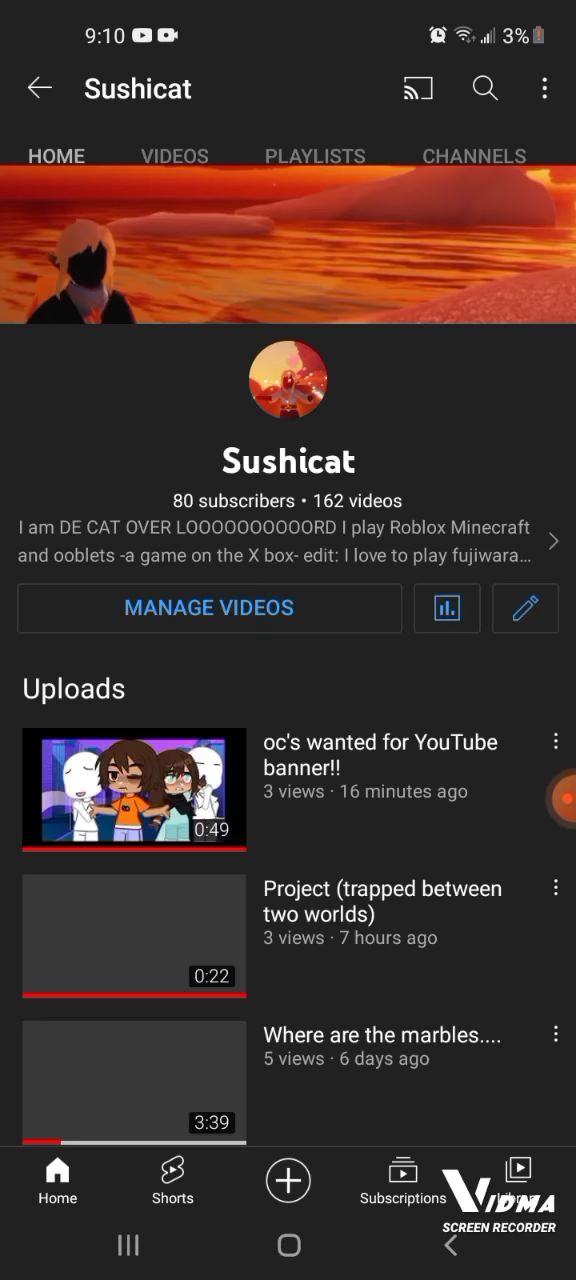 9:10 3%
Sushicat
HOME VIDEOS PLAYLISTS CHANNELS
Sushicat
80 subscribers • 162 videos
I am DE CAT OVER LOOOOOOOOOORD I play Roblox Minecraft
and ooblets -a game on the X box- edit: I love to play fujiwara...
MANAGE VIDEOS
Uploads
oc's wanted for YouTube
banner!!
3 views · 16 minutes ago
0:49
Project (trapped between
two worlds)
3 views · 7 hours ago
0:22
Where are the marbles....
5 views · 6 days ago
3:39
Home Shorts Subscriptions
VIDMA
SCREEN RECORDER